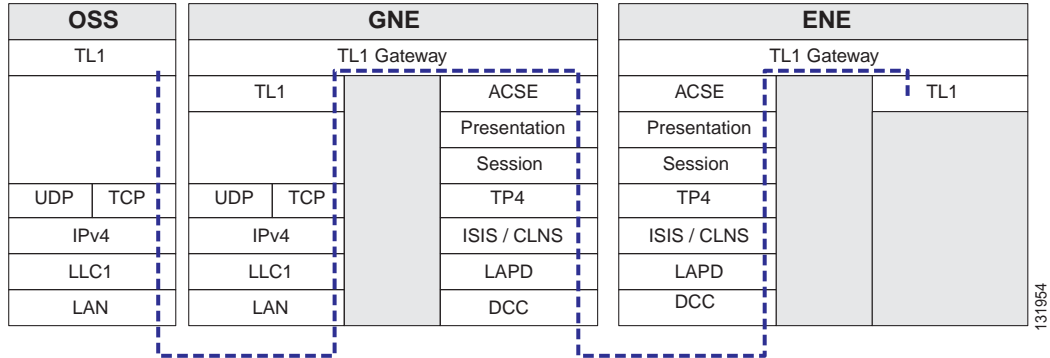 OSS
TL1
UDP TCP
IPv4
LLC1
LAN
GNE
TL1 Gateway
TL1
UDP TCP
IPv4
LLC1
LAN
ACSE
Presentation
Session
TP4
ISIS / CLNS
LAPD
DCC
ENE
TL1 Gateway
ACSE
Presentation
Session
TP4
ISIS / CLNS
LAPD
DCC
TL1
131954